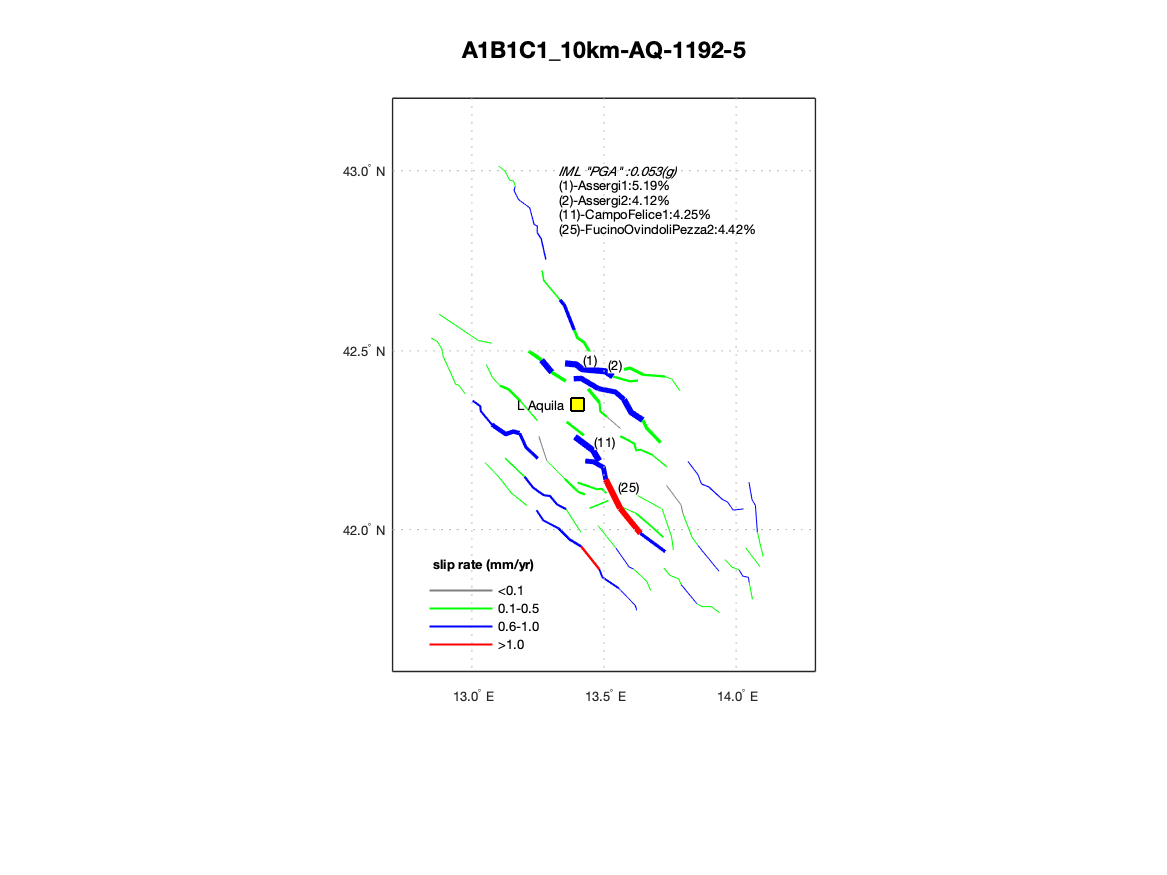 A1B1C1_10km-AQ-1192-5
43.0° N
IML "PGA" :0.053(g)
(1)-Assergi1:5.19%
(2)-Assergi2:4.12%
(11)-CampoFelice1:4.25%
(25)-FucinoOvindoliPezza2:4.42%
42.5° N
(1)
(2)
L Aquila
(11)
(25)
42.0° N
slip rate (mm/yr)
<0.1
0.1-0.5
0.6-1.0
>1.0
13.0° E
13.5° E
14.0° E